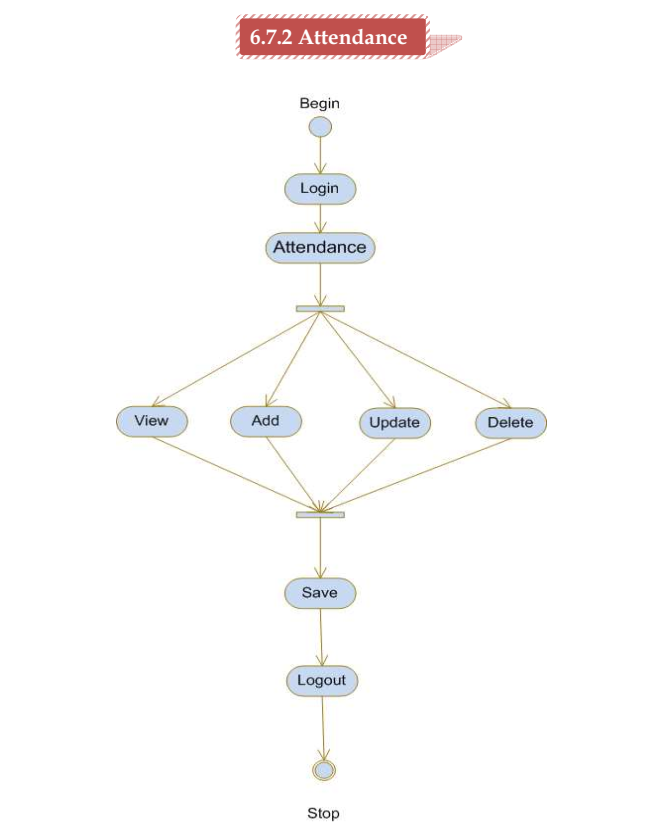 6.7.2 Attendance
Begin
Login
Attendance
View
Add
Update
Delete
Save
Logout
Stop